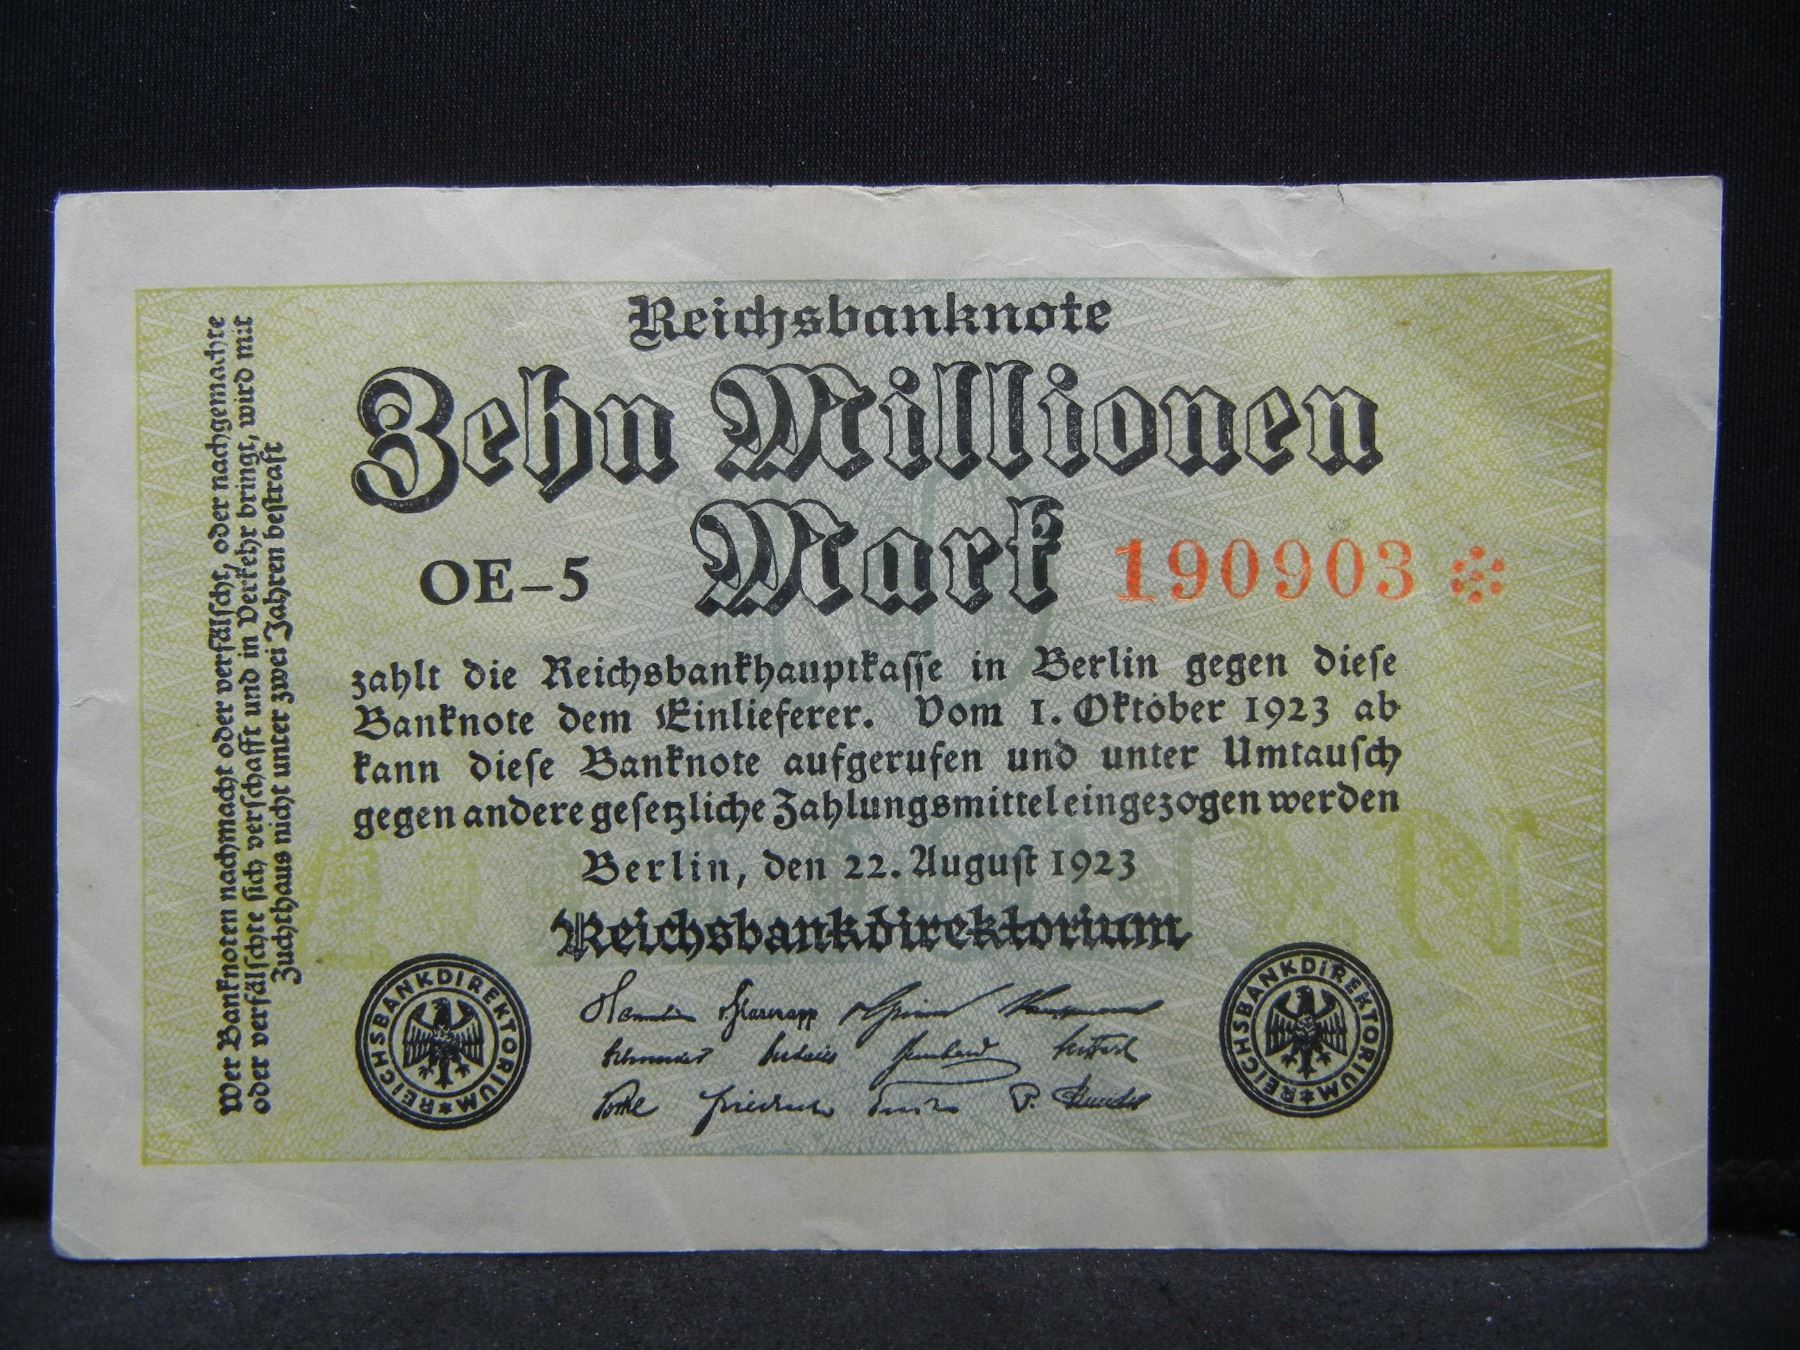 Reichsbanknote
Zehn Millionen
Mark
OE–5
190903
zahlt die Reichsbankhauptkasse in Berlin gegen diese
Banknote dem Einlieferer. Vom 1. Oktober 1923 ab
kann diese Banknote aufgerufen und unter Umtausch
gegen andere gesetzliche Zahlungsmittel eingezogen werden
Berlin, den 22. August 1923
Reichsbankdirektorium
REICHSBANKDIREKTORIUM
REICHSBANKDIREKTORIUM
Wer Banknoten nachmacht oder verfälscht, oder nachgemachte
oder verfälschte sich verschafft und in Verkehr bringt, wird mit
Zuchthaus nicht unter zwei Jahren bestraft